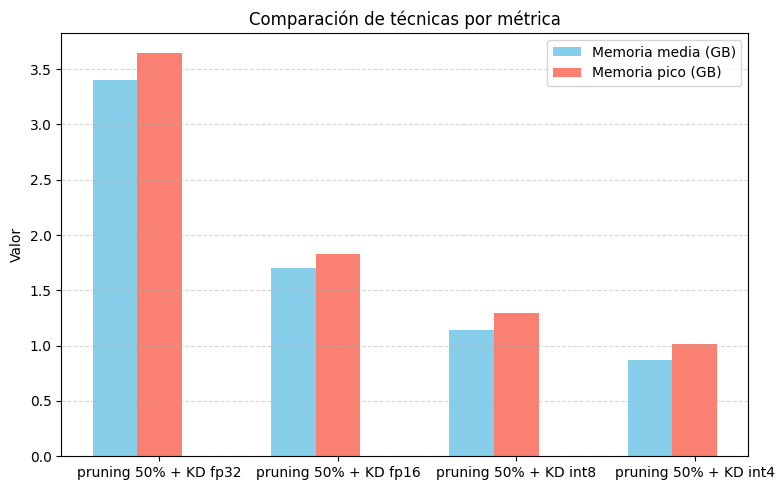 Comparación de técnicas por métrica
Memoria media (GB)
Memoria pico (GB)
Valor
3.5
3.0
2.5
2.0
1.5
1.0
0.5
0.0
pruning 50% + KD fp32 pruning 50% + KD fp16 pruning 50% + KD int8 pruning 50% + KD int4